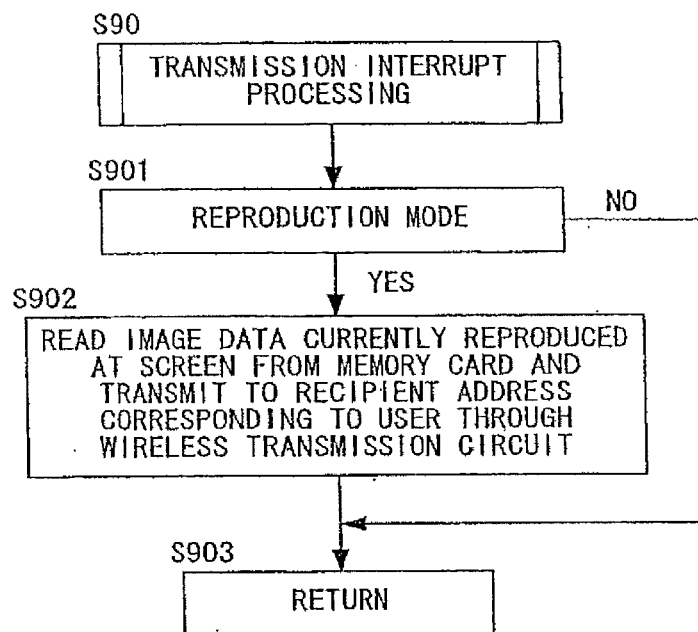 S90
TRANSMISSION INTERRUPT
PROCESSING
S901
REPRODUCTION MODE
NO
YES
S902
READ IMAGE DATA CURRENTLY REPRODUCED
AT SCREEN FROM MEMORY CARD AND
TRANSMIT TO RECIPIENT ADDRESS
CORRESPONDING TO USER THROUGH
WIRELESS TRANSMISSION CIRCUIT
S903
RETURN